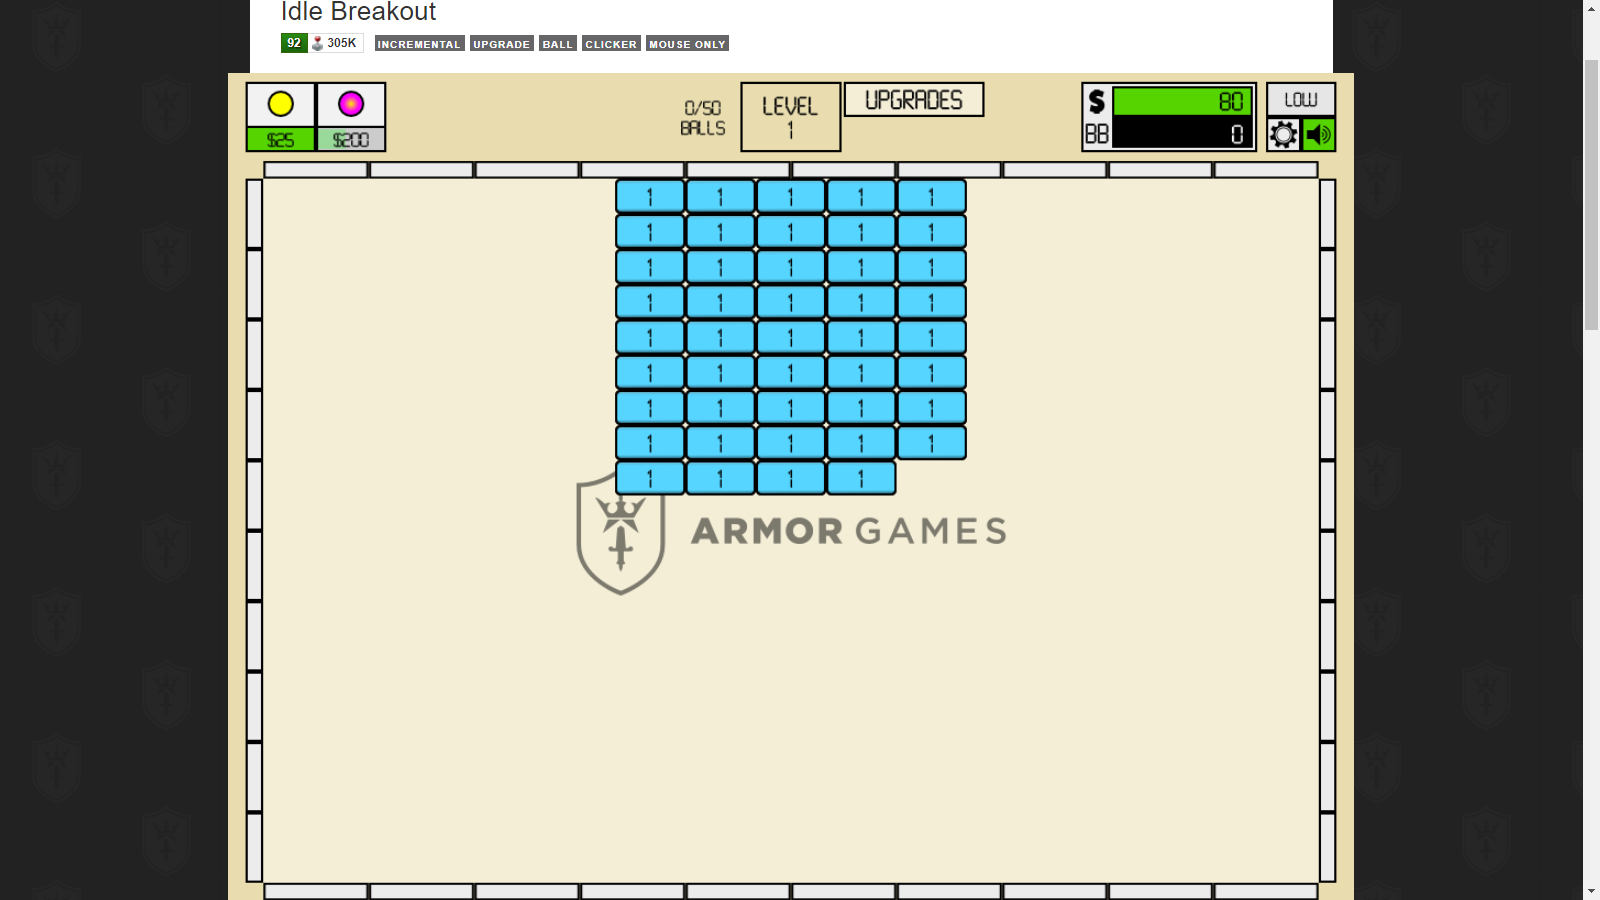 Idle Breakout
92 305K INCREMENTAL UPGRADE BALL CLICKER MOUSE ONLY
$25 $200
0/50
BALLS
LEVEL
1
UPGRADES
$ 80
BB 0
LOW
1 1 1 1 1
1 1 1 1 1
1 1 1 1 1
1 1 1 1 1
1 1 1 1 1
1 1 1 1 1
1 1 1 1 1
1 1 1 1 1
1 1 1 1
ARMOR GAMES